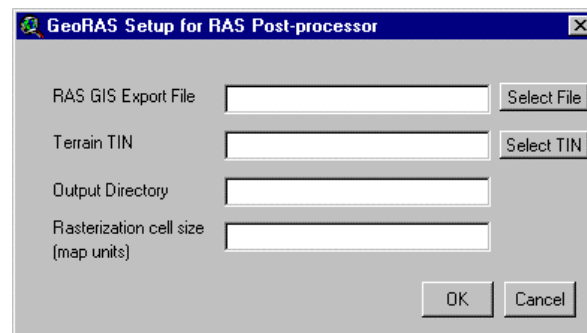 GeoRAS Setup for RAS Post-processor
RAS GIS Export File
Select File
Terrain TIN
Select TIN
Output Directory
Rasterization cell size
(map units)
OK
Cancel